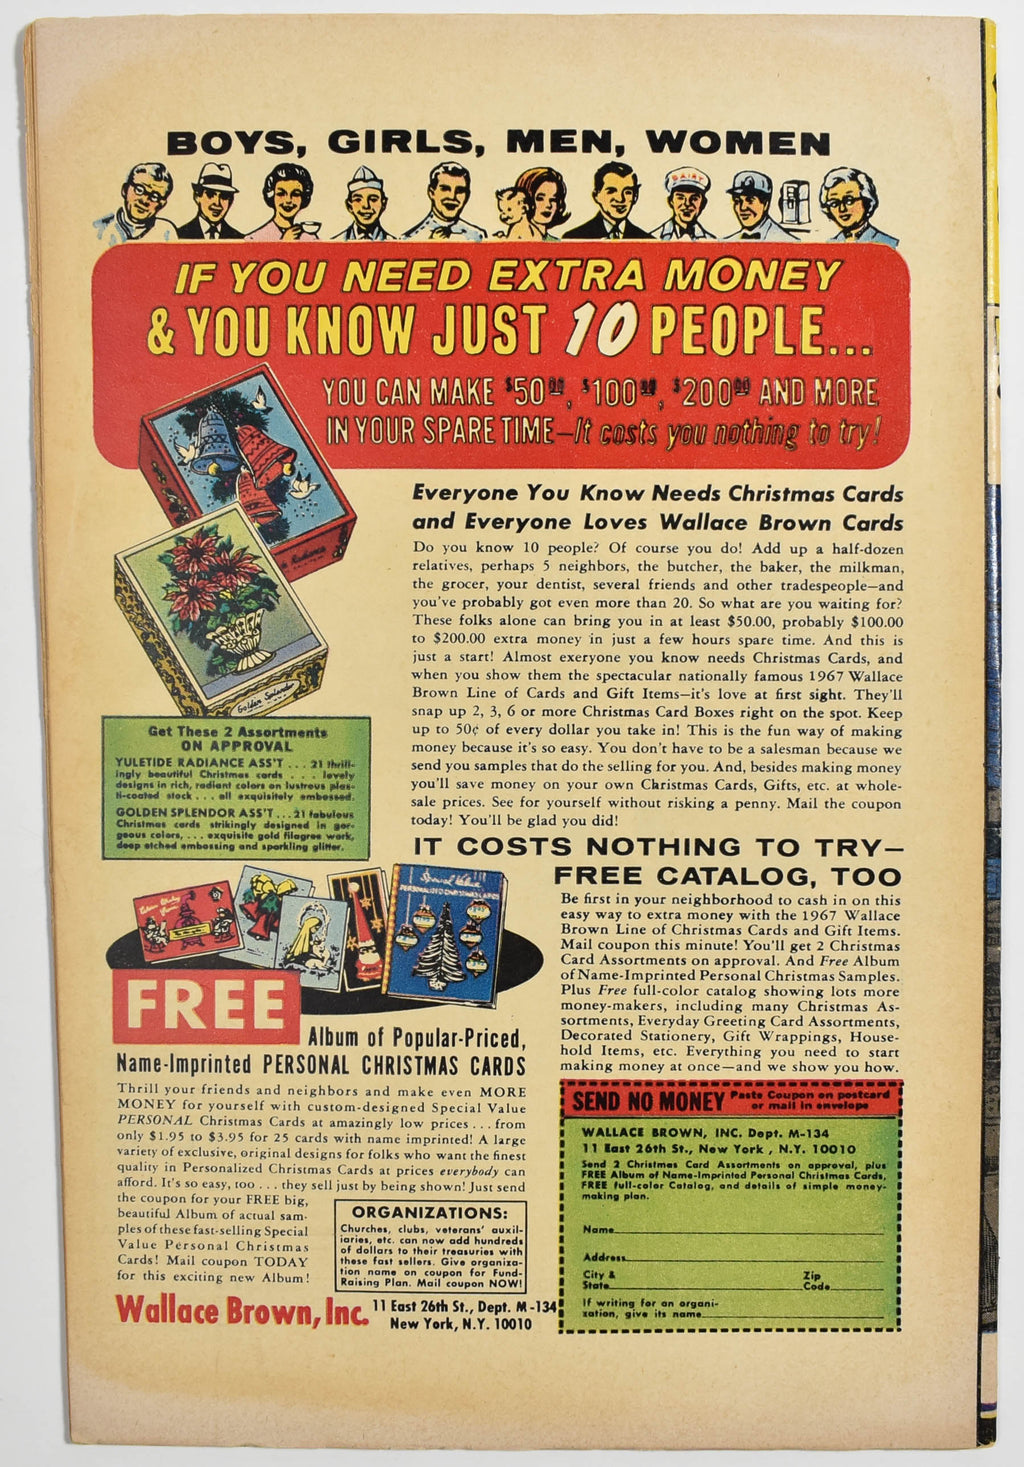 BOYS, GIRLS, MEN, WOMEN
DAIRY
IF YOU NEED EXTRA MONEY
& YOU KNOW JUST 10 PEOPLE...
YOU CAN MAKE $50.00, $100.00, $200.00 AND MORE
IN YOUR SPARE TIME—It costs you nothing to try!
Everyone You Know Needs Christmas Cards
and Everyone Loves Wallace Brown Cards
Do you know 10 people? Of course you do! Add up a half-dozen
relatives, perhaps 5 neighbors, the butcher, the baker, the milkman,
the grocer, your dentist, several friends and other tradespeople—and
you've probably got even more than 20. So what are you waiting for?
These folks alone can bring you in at least $50.00, probably $100.00
to $200.00 extra money in just a few hours spare time. And this is
just a start! Almost exeryone you know needs Christmas Cards, and
when you show them the spectacular nationally famous 1967 Wallace
Brown Line of Cards and Gift Items—it's love at first sight. They'll
snap up 2, 3, 6 or more Christmas Card Boxes right on the spot. Keep
up to 50¢ of every dollar you take in! This is the fun way of making
money because it's so easy. You don't have to be a salesman because we
send you samples that do the selling for you. And, besides making money
you'll save money on your own Christmas Cards, Gifts, etc. at whole-
sale prices. See for yourself without risking a penny. Mail the coupon
today! You'll be glad you did!
Radiance
Golden Splendor
Get These 2 Assortments
ON APPROVAL
YULETIDE RADIANCE ASS'T . . . 21 thrill-
ingly beautiful Christmas cards . . . lovely
designs in rich, radiant colors on lustrous plas-
ti-coated stock . . . all exquisitely embossed.
GOLDEN SPLENDOR ASS'T . . . 21 fabulous
Christmas cards strikingly designed in gor-
geous colors, . . . exquisite gold filagree work,
deep etched embossing and sparkling glitter.
IT COSTS NOTHING TO TRY—
FREE CATALOG, TOO
Be first in your neighborhood to cash in on this
easy way to extra money with the 1967 Wallace
Brown Line of Christmas Cards and Gift Items.
Mail coupon this minute! You'll get 2 Christmas
Card Assortments on approval. And Free Album
of Name-Imprinted Personal Christmas Samples.
Plus Free full-color catalog showing lots more
money-makers, including many Christmas As-
sortments, Everyday Greeting Card Assortments,
Decorated Stationery, Gift Wrappings, House-
hold Items, etc. Everything you need to start
making money at once—and we show you how.
Special Value
PERSONALIZED CHRISTMAS CARDS
FREE
Album of Popular-Priced,
Name-Imprinted PERSONAL CHRISTMAS CARDS
Thrill your friends and neighbors and make even MORE
MONEY for yourself with custom-designed Special Value
PERSONAL Christmas Cards at amazingly low prices . . . from
only $1.95 to $3.95 for 25 cards with name imprinted! A large
variety of exclusive, original designs for folks who want the finest
quality in Personalized Christmas Cards at prices everybody can
afford. It's so easy, too . . . they sell just by being shown! Just send
the coupon for your FREE big,
beautiful Album of actual sam-
ples of these fast-selling Special
Value Personal Christmas
Cards! Mail coupon TODAY
for this exciting new Album!
ORGANIZATIONS:
Churches, clubs, veterans' auxil-
iaries, etc. can now add hundreds
of dollars to their treasuries with
these fast sellers. Give organiza-
tion name on coupon for Fund-
Raising Plan. Mail coupon NOW!
Wallace Brown, Inc. 11 East 26th St., Dept. M-134
New York, N.Y. 10010
SEND NO MONEY Paste Coupon on postcard
or mail in envelope
WALLACE BROWN, INC. Dept. M-134
11 East 26th St., New York , N.Y. 10010
Send 2 Christmas Card Assortments on approval, plus
FREE Album of Name-Imprinted Personal Christmas Cards,
FREE full-color Catalog, and details of simple money-
making plan.
Name
Address
City & State Zip Code
If writing for an organi-
zation, give its name